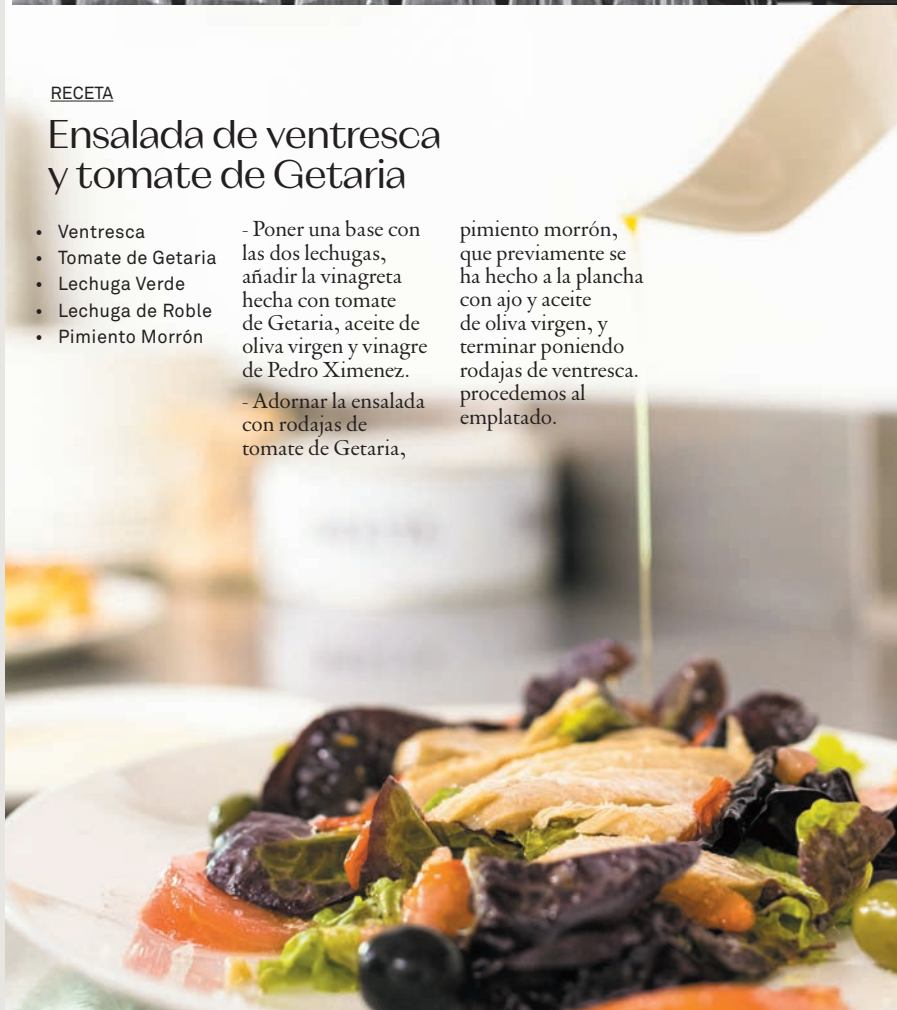 RECETA
Ensalada de ventresca
y tomate de Getaria
• Ventresca
• Tomate de Getaria
• Lechuga Verde
• Lechuga de Roble
• Pimiento Morrón
- Poner una base con
las dos lechugas,
añadir la vinagreta
hecha con tomate
de Getaria, aceite de
oliva virgen y vinagre
de Pedro Ximenez.
- Adornar la ensalada
con rodajas de
tomate de Getaria,
pimiento morrón,
que previamente se
ha hecho a la plancha
con ajo y aceite
de oliva virgen, y
terminar poniendo
rodajas de ventresca.
procedemos al
emplatado.